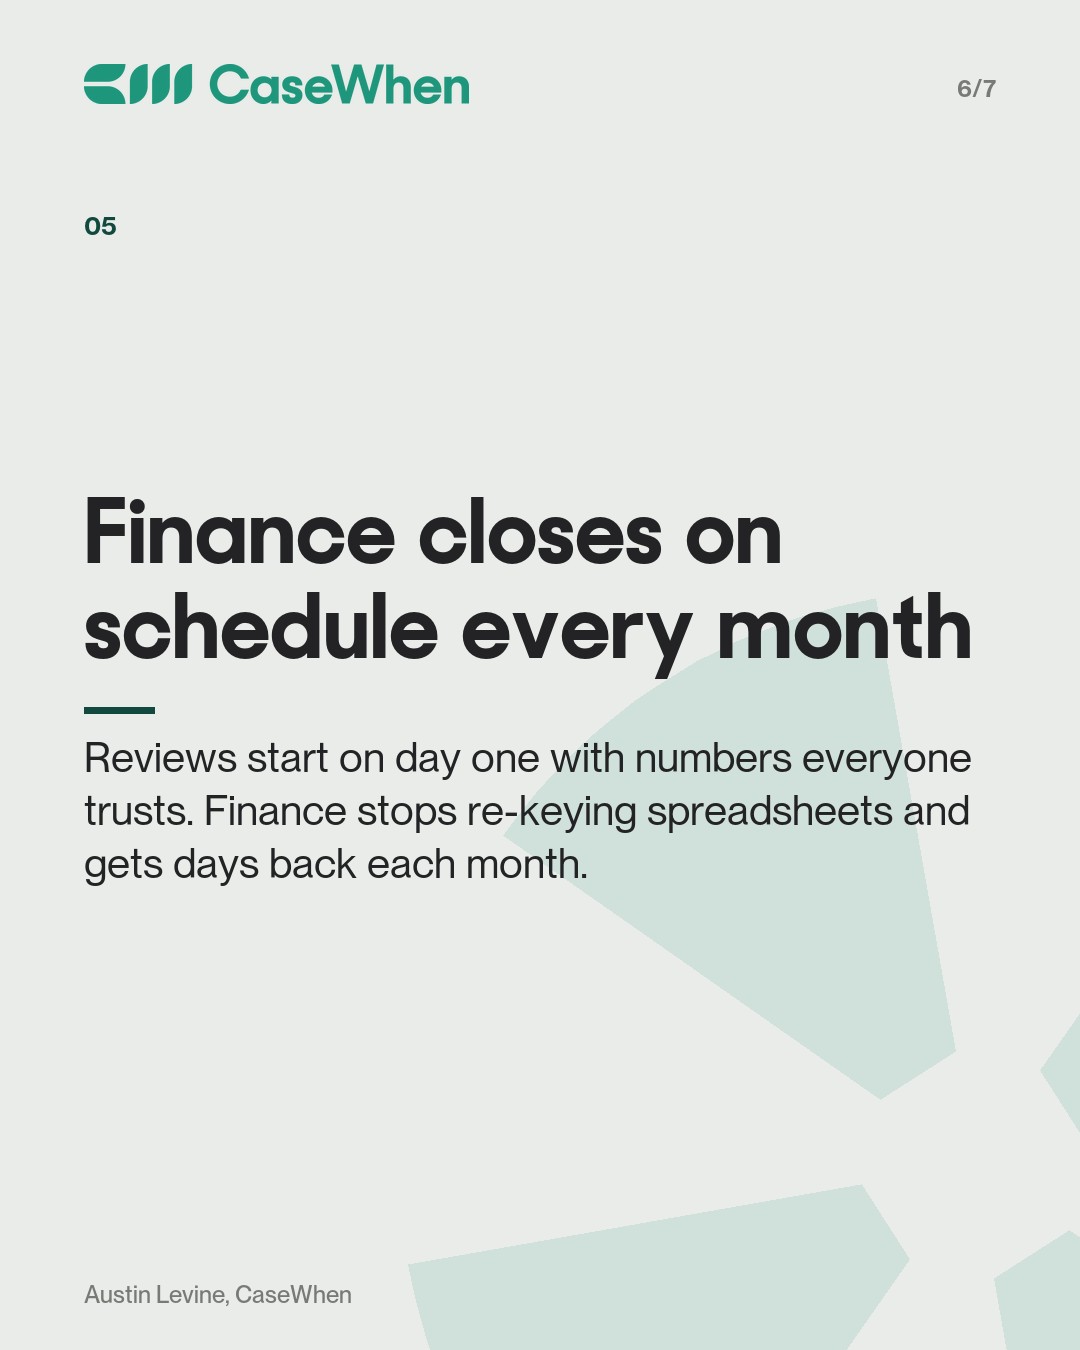 CaseWhen
6/7
05
Finance closes on
schedule every month
Reviews start on day one with numbers everyone
trusts. Finance stops re-keying spreadsheets and
gets days back each month.
Austin Levine, CaseWhen